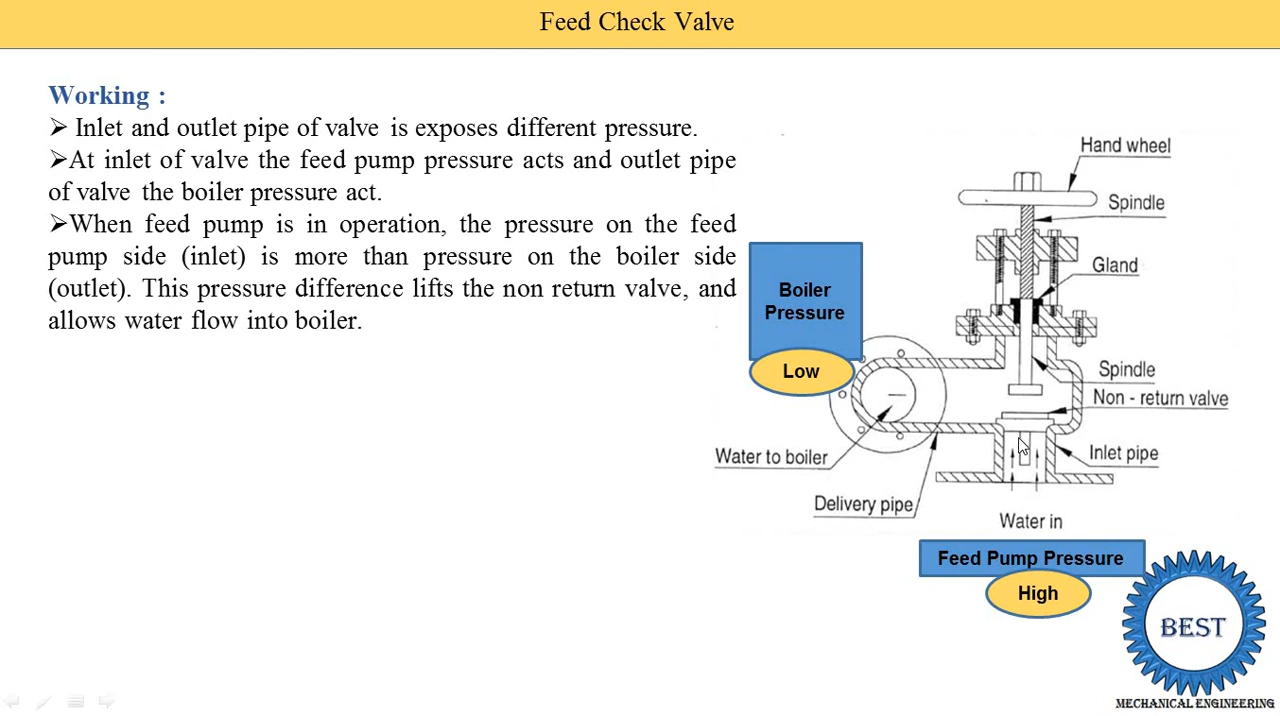 Feed Check Valve
Working :
➢ Inlet and outlet pipe of valve is exposes different pressure.
➢At inlet of valve the feed pump pressure acts and outlet pipe
of valve the boiler pressure act.
➢When feed pump is in operation, the pressure on the feed
pump side (inlet) is more than pressure on the boiler side
(outlet). This pressure difference lifts the non return valve, and
allows water flow into boiler.
Hand wheel
Spindle
Gland
Boiler
Pressure
Low
Spindle
Non - return valve
Water to boiler
Inlet pipe
Delivery pipe
Water in
Feed Pump Pressure
High
BEST
MECHANICAL ENGINEERING